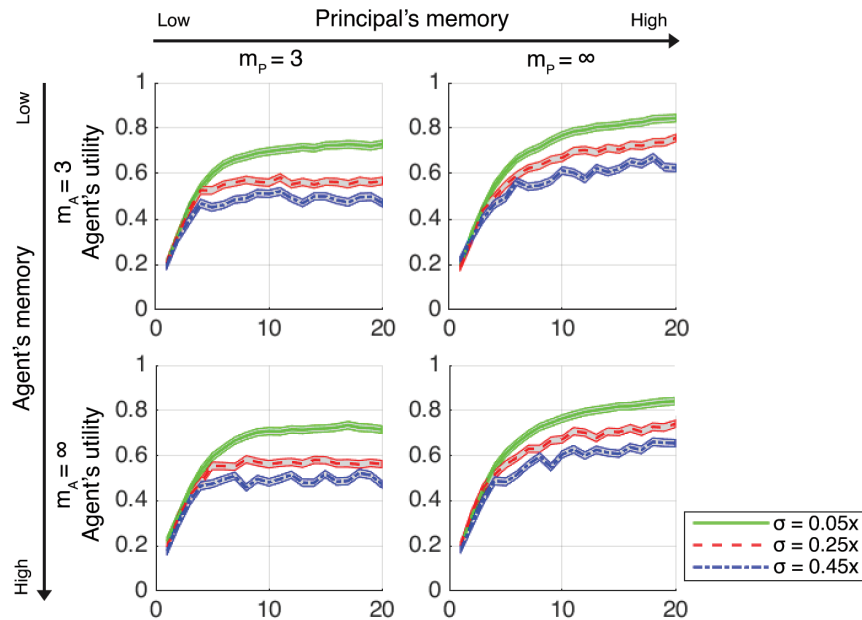 Principal's memory
Low
High
m_P = 3
m_P = ∞
Agent's memory
Low
High
m_A = 3
Agent's utility
1
0.8
0.6
0.4
0.2
0
0
10
20
1
0.8
0.6
0.4
0.2
0
0
10
20
m_A = ∞
Agent's utility
1
0.8
0.6
0.4
0.2
0
0
10
20
1
0.8
0.6
0.4
0.2
0
0
10
20
σ = 0.05x
σ = 0.25x
σ = 0.45x